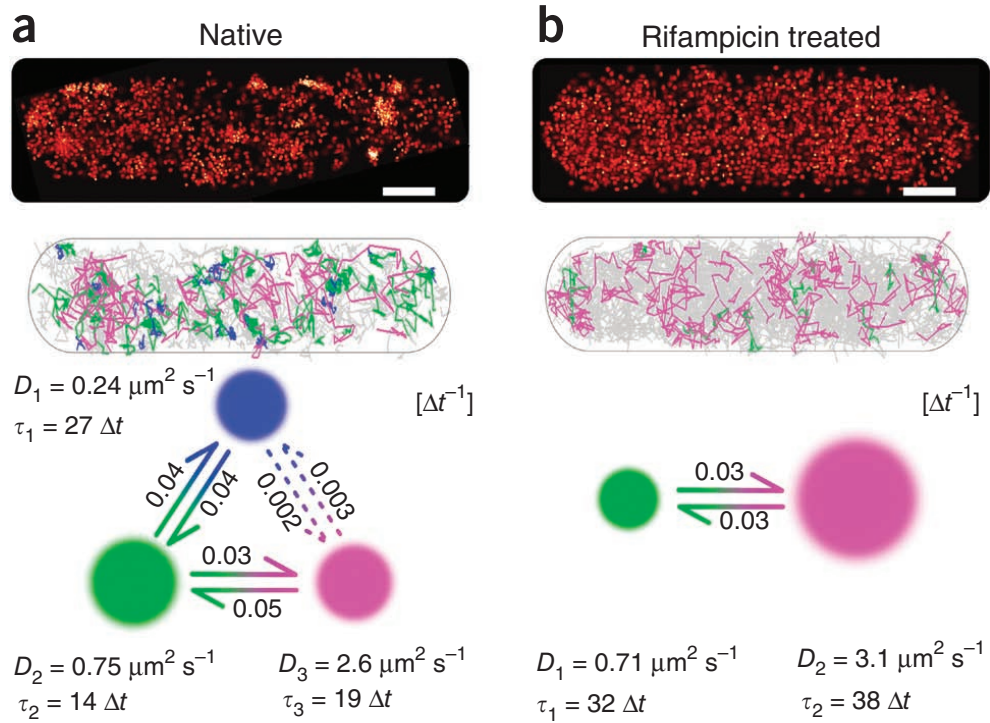 a
Native
D₁ = 0.24 μm² s⁻¹
τ₁ = 27 Δt
[Δt⁻¹]
0.04
0.04
0.002
0.003
0.03
0.05
D₂ = 0.75 μm² s⁻¹
τ₂ = 14 Δt
D₃ = 2.6 μm² s⁻¹
τ₃ = 19 Δt
b
Rifampicin treated
[Δt⁻¹]
0.03
0.03
D₁ = 0.71 μm² s⁻¹
τ₁ = 32 Δt
D₂ = 3.1 μm² s⁻¹
τ₂ = 38 Δt